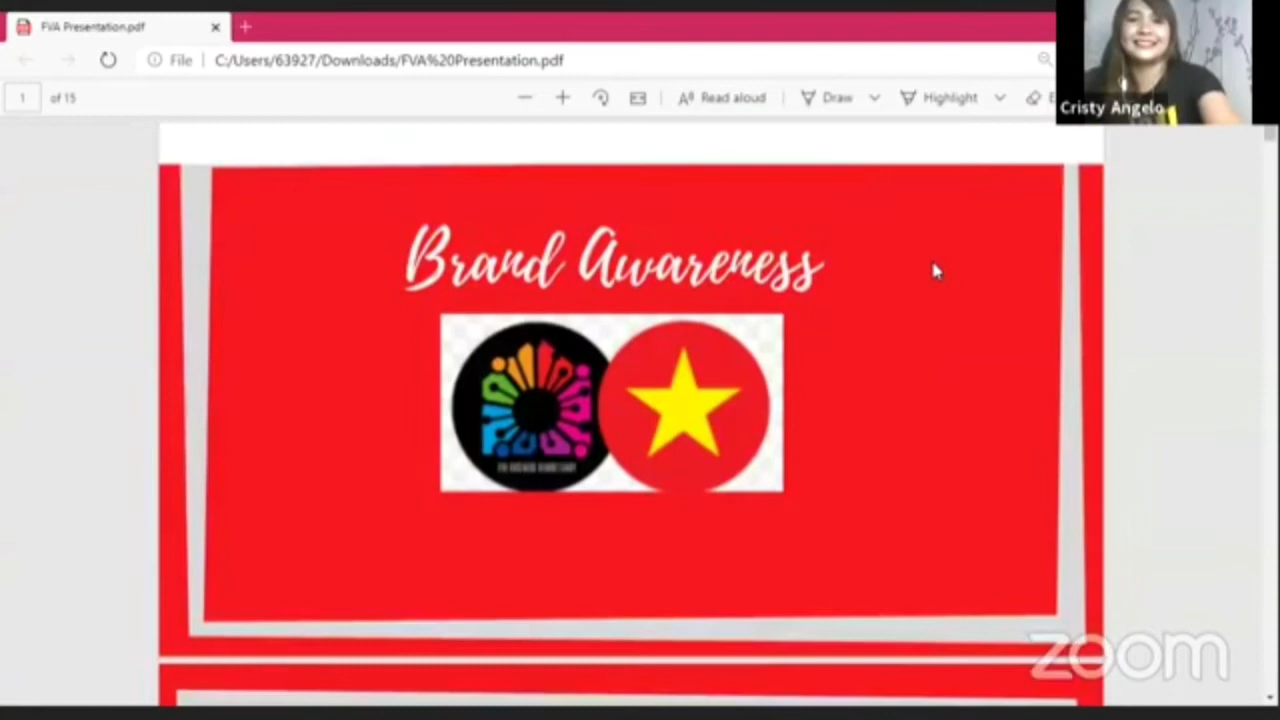 FVA Presentation.pdf
File
C:/Users/63927/Downloads/FVA%20Presentation.pdf
1 of 15
Read aloud
Draw
Highlight
Cristy Angelo
Brand Awareness
zoom